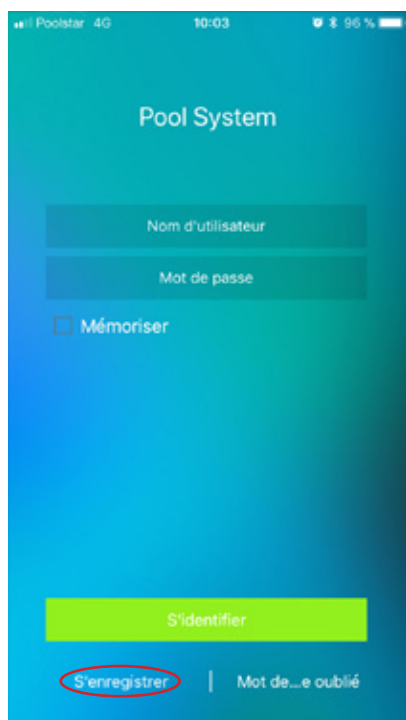 Poolstar 4G 10:03 96 %
Pool System
Nom d'utilisateur
Mot de passe
Mémoriser
S'identifier
S'enregistrer | Mot de...e oublié